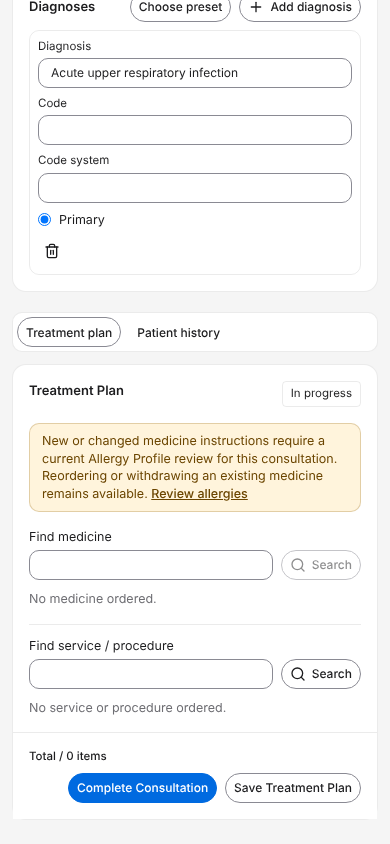 Diagnoses
Choose preset
Add diagnosis
Diagnosis
Acute upper respiratory infection
Code
Code system
Primary
Treatment plan
Patient history
Treatment Plan
In progress
New or changed medicine instructions require a
current Allergy Profile review for this consultation.
Reordering or withdrawing an existing medicine
remains available. Review allergies
Find medicine
Search
No medicine ordered.
Find service / procedure
Search
No service or procedure ordered.
Total / 0 items
Complete Consultation
Save Treatment Plan